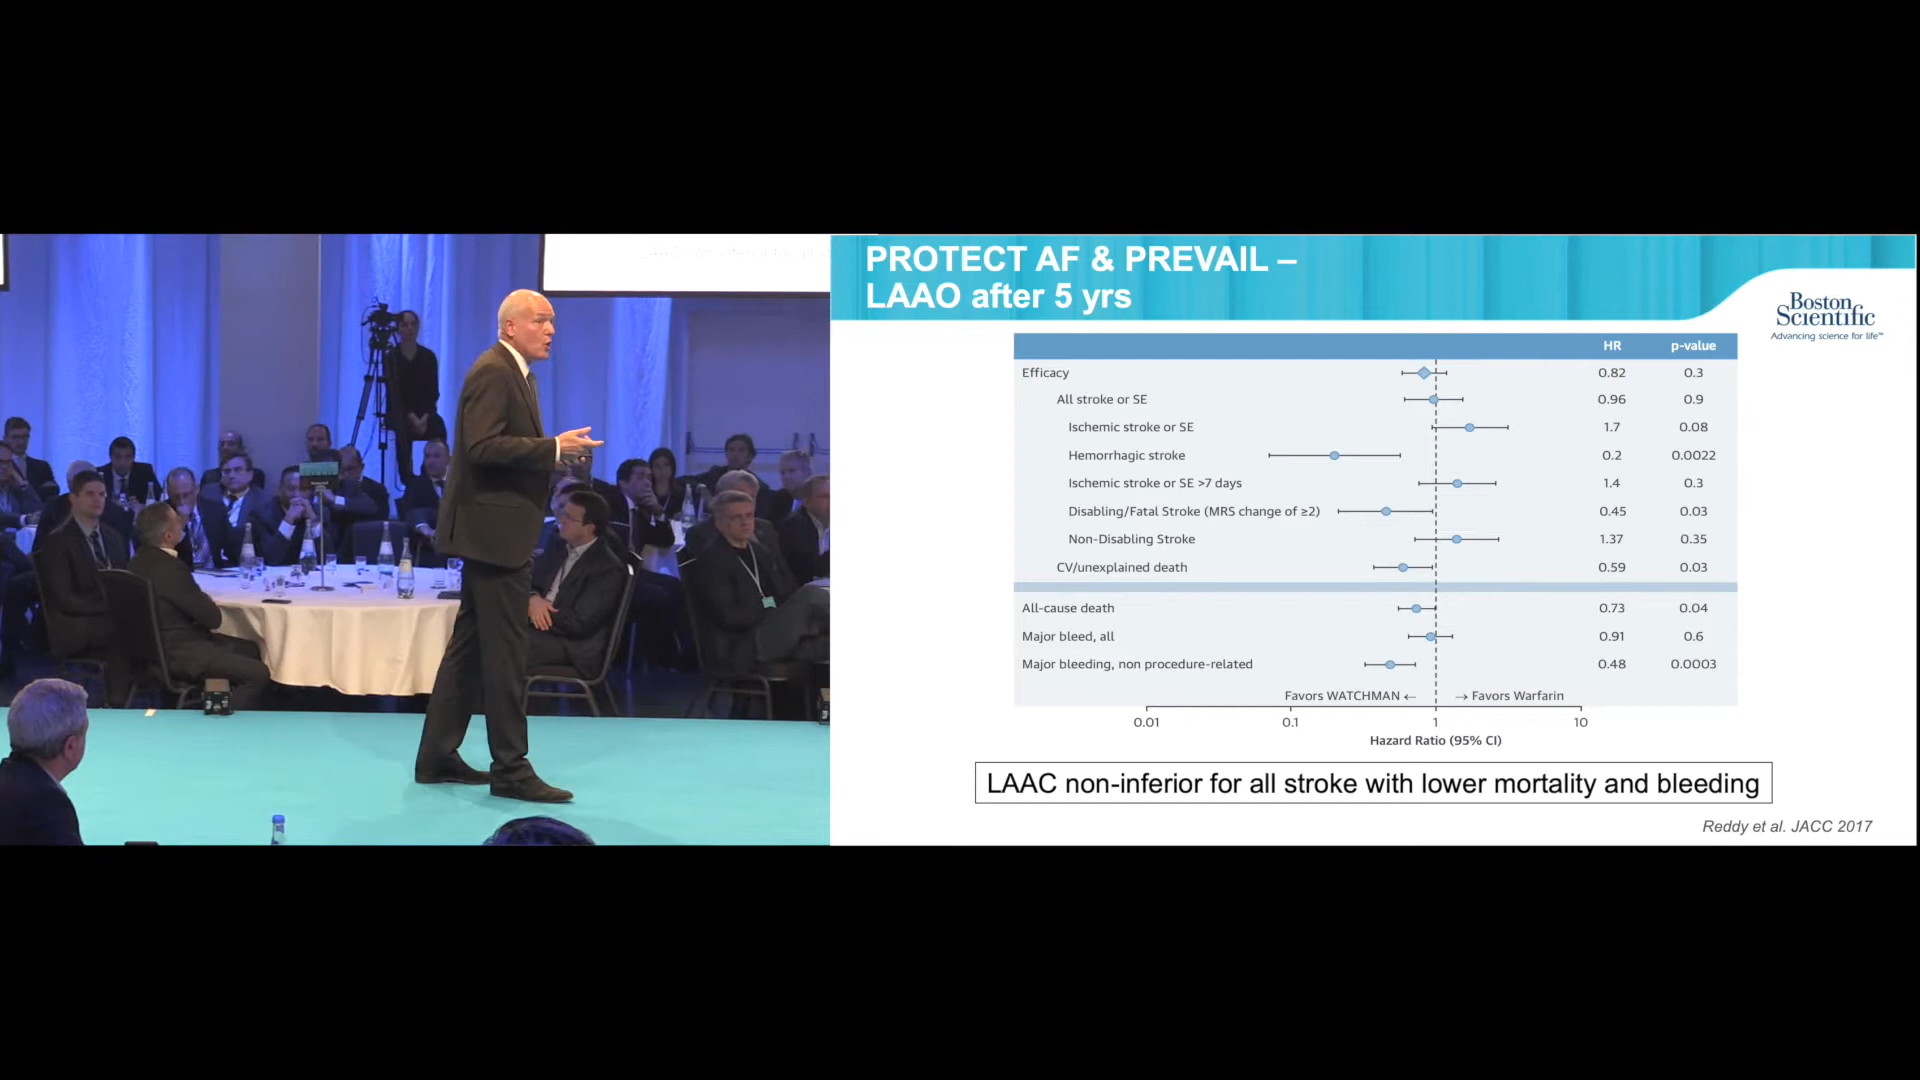 PROTECT AF & PREVAIL –
LAAO after 5 yrs
Boston
Scientific
Advancing science for life™
HR p-value
Efficacy 0.82 0.3
All stroke or SE 0.96 0.9
Ischemic stroke or SE 1.7 0.08
Hemorrhagic stroke 0.2 0.0022
Ischemic stroke or SE >7 days 1.4 0.3
Disabling/Fatal Stroke (MRS change of ≥2) 0.45 0.03
Non-Disabling Stroke 1.37 0.35
CV/unexplained death 0.59 0.03
All-cause death 0.73 0.04
Major bleed, all 0.91 0.6
Major bleeding, non procedure-related 0.48 0.0003
Favors WATCHMAN ← → Favors Warfarin
0.01 0.1 1 10
Hazard Ratio (95% CI)
LAAC non-inferior for all stroke with lower mortality and bleeding
Reddy et al. JACC 2017